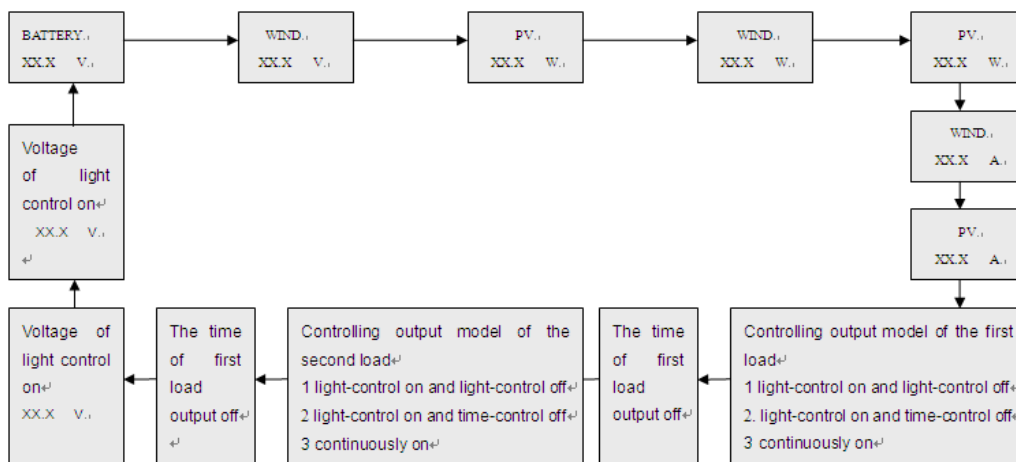 BATTERY.
XX.X V.
WIND.
XX.X V.
PV.
XX.X W.
WIND.
XX.X W.
PV.
XX.X W.
WIND.
XX.X A.
PV.
XX.X A.
Controlling output model of the first
load↵
1 light-control on and light-control off↵
2. light-control on and time-control off↵
3 continuously on↵
The time
of first
load
output off↵
Controlling output model of the
second load↵
1 light-control on and light-control off↵
2 light-control on and time-control off↵
3 continuously on↵
The time
of first
load
output off↵
↵
Voltage of
light control
on↵
XX.X V.
Voltage
of light
control on↵
XX.X V.
↵